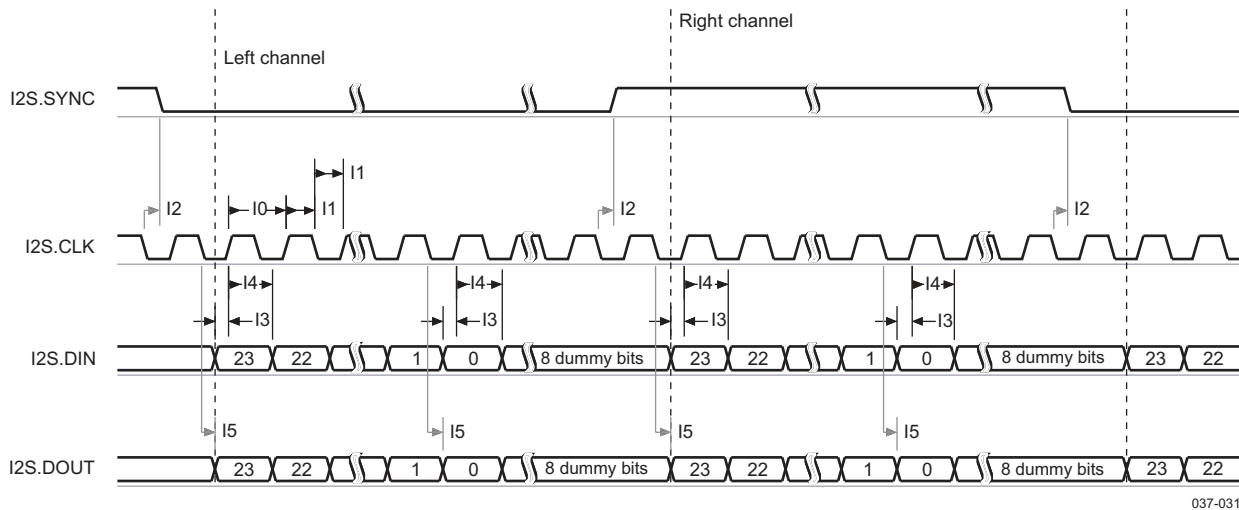 Right channel
Left channel
I2S.SYNC
I1
I2 I0 I1 I2 I2
I2S.CLK
I4 I4 I4 I4
I3 I3 I3 I3
I2S.DIN 23 22 1 0 8 dummy bits 23 22 1 0 8 dummy bits 23 22
I5 I5 I5 I5
I2S.DOUT 23 22 1 0 8 dummy bits 23 22 1 0 8 dummy bits 23 22
037-031